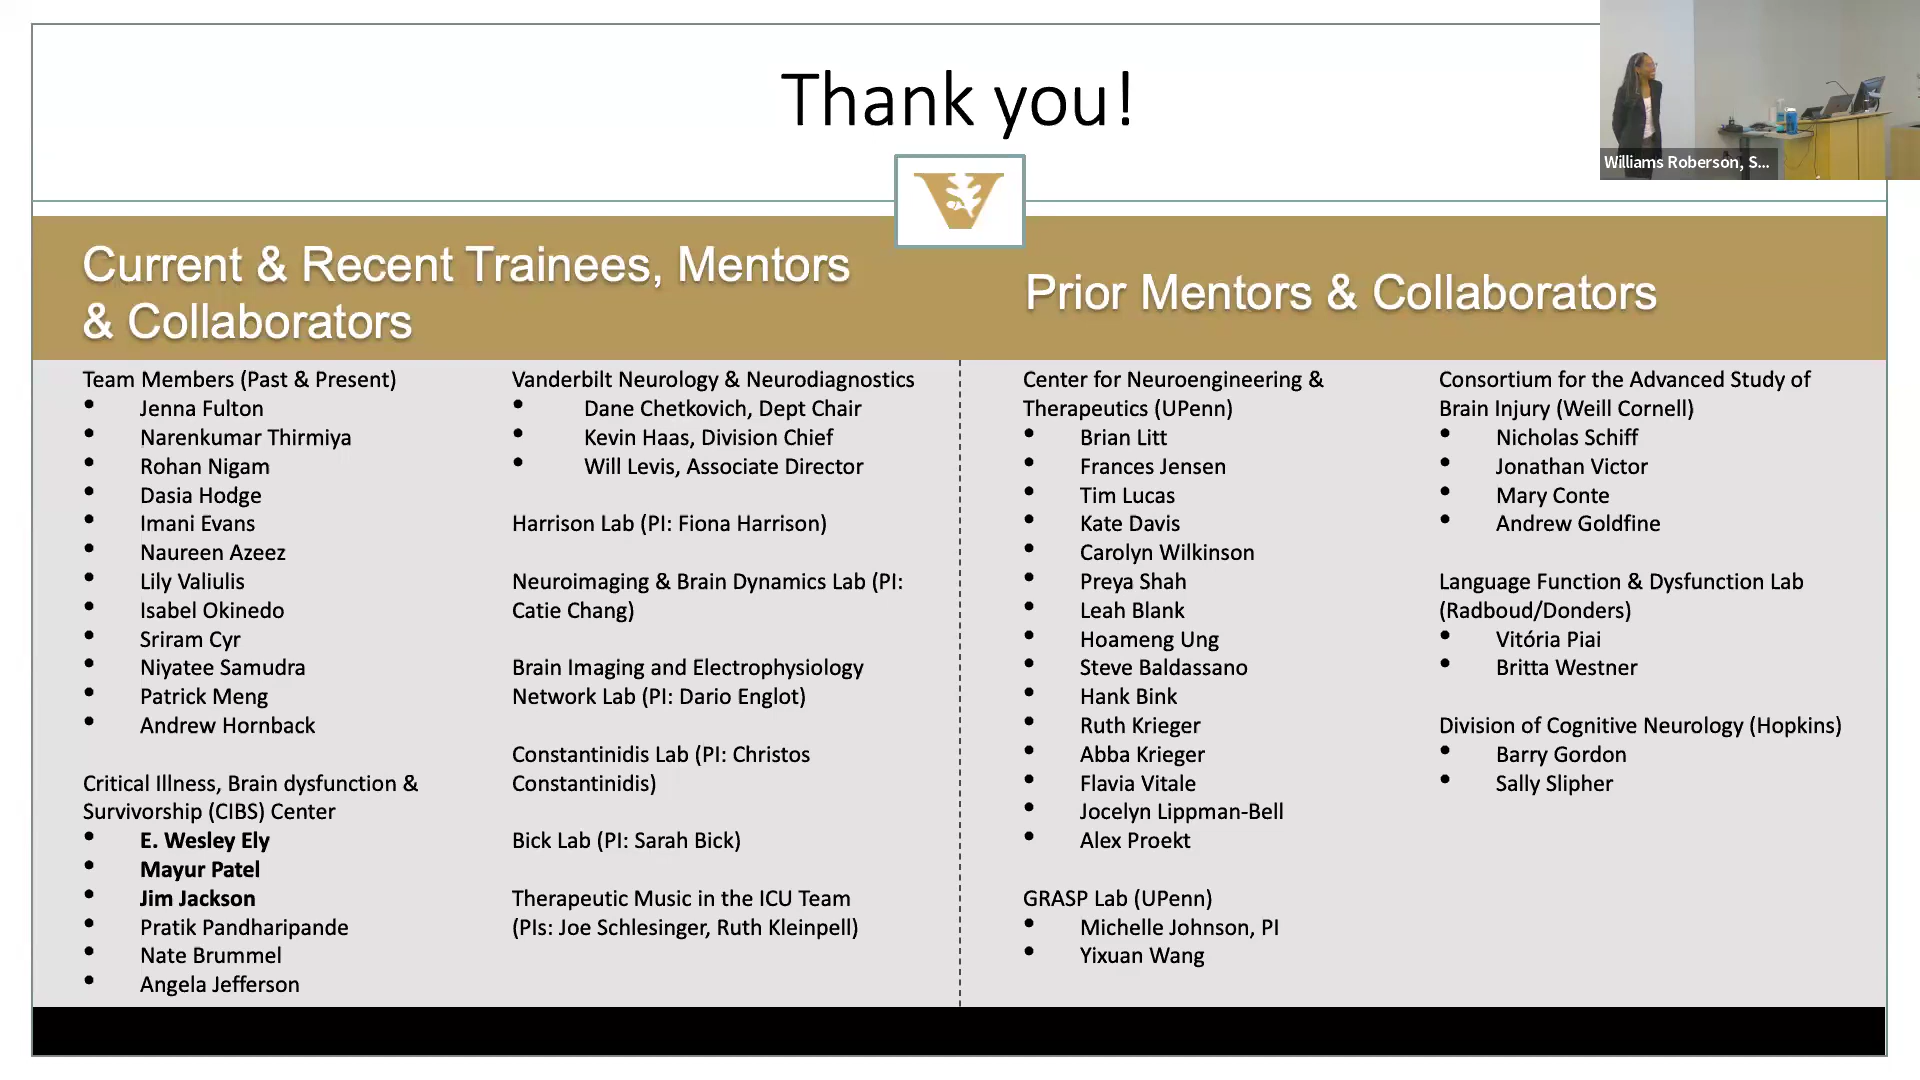 Thank you!
Williams Roberson, S...
Current & Recent Trainees, Mentors
& Collaborators
Team Members (Past & Present)
• Jenna Fulton
• Narenkumar Thirmiya
• Rohan Nigam
• Dasia Hodge
• Imani Evans
• Naureen Azeez
• Lily Valiulis
• Isabel Okinedo
• Sriram Cyr
• Niyatee Samudra
• Patrick Meng
• Andrew Hornback
Critical Illness, Brain dysfunction &
Survivorship (CIBS) Center
• E. Wesley Ely
• Mayur Patel
• Jim Jackson
• Pratik Pandharipande
• Nate Brummel
• Angela Jefferson
Vanderbilt Neurology & Neurodiagnostics
• Dane Chetkovich, Dept Chair
• Kevin Haas, Division Chief
• Will Levis, Associate Director
Harrison Lab (PI: Fiona Harrison)
Neuroimaging & Brain Dynamics Lab (PI:
Catie Chang)
Brain Imaging and Electrophysiology
Network Lab (PI: Dario Englot)
Constantinidis Lab (PI: Christos
Constantinidis)
Bick Lab (PI: Sarah Bick)
Therapeutic Music in the ICU Team
(PIs: Joe Schlesinger, Ruth Kleinpell)
Prior Mentors & Collaborators
Center for Neuroengineering &
Therapeutics (UPenn)
• Brian Litt
• Frances Jensen
• Tim Lucas
• Kate Davis
• Carolyn Wilkinson
• Preya Shah
• Leah Blank
• Hoameng Ung
• Steve Baldassano
• Hank Bink
• Ruth Krieger
• Abba Krieger
• Flavia Vitale
• Jocelyn Lippman-Bell
• Alex Proekt
GRASP Lab (UPenn)
• Michelle Johnson, PI
• Yixuan Wang
Consortium for the Advanced Study of
Brain Injury (Weill Cornell)
• Nicholas Schiff
• Jonathan Victor
• Mary Conte
• Andrew Goldfine
Language Function & Dysfunction Lab
(Radboud/Donders)
• Vitória Piai
• Britta Westner
Division of Cognitive Neurology (Hopkins)
• Barry Gordon
• Sally Slipher